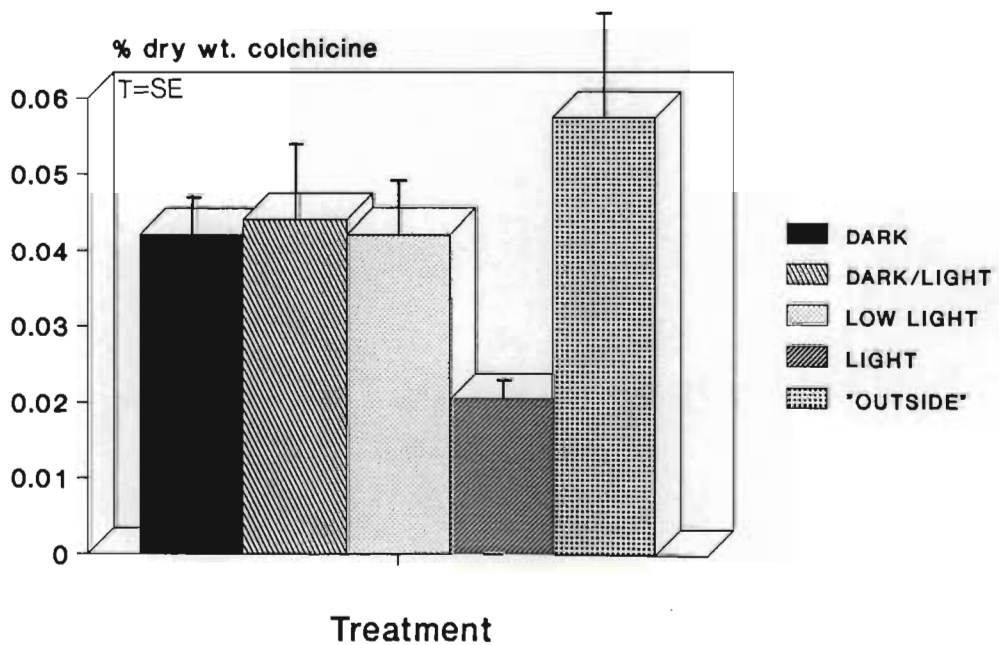 % dry wt. colchicine
T=SE
0.06
0.05
0.04
0.03
0.02
0.01
0
DARK
DARK/LIGHT
LOW LIGHT
LIGHT
"OUTSIDE"
Treatment